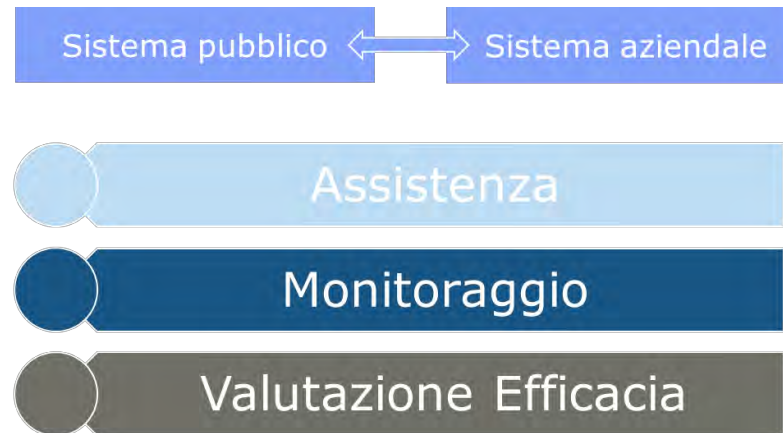 Sistema pubblico
Sistema aziendale
Assistenza
Monitoraggio
Valutazione Efficacia